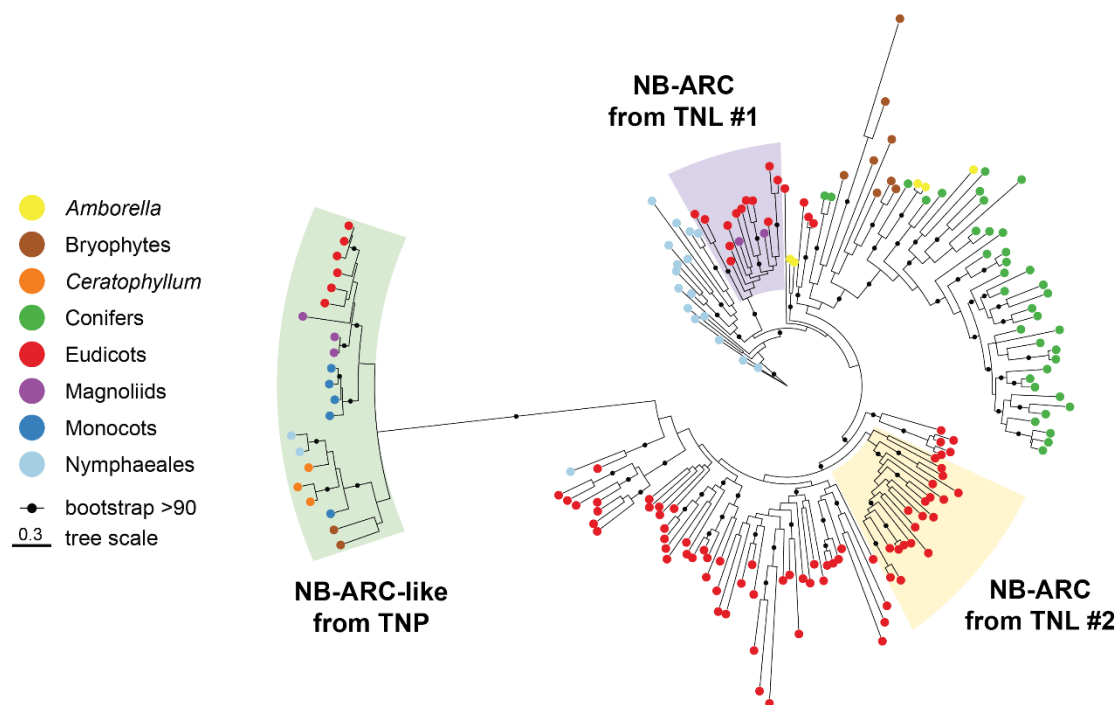 NB-ARC
from TNL #1
Amborella
Bryophytes
Ceratophyllum
Conifers
Eudicots
Magnoliids
Monocots
Nymphaeales
bootstrap >90
0.3 tree scale
NB-ARC-like
from TNP
NB-ARC
from TNL #2